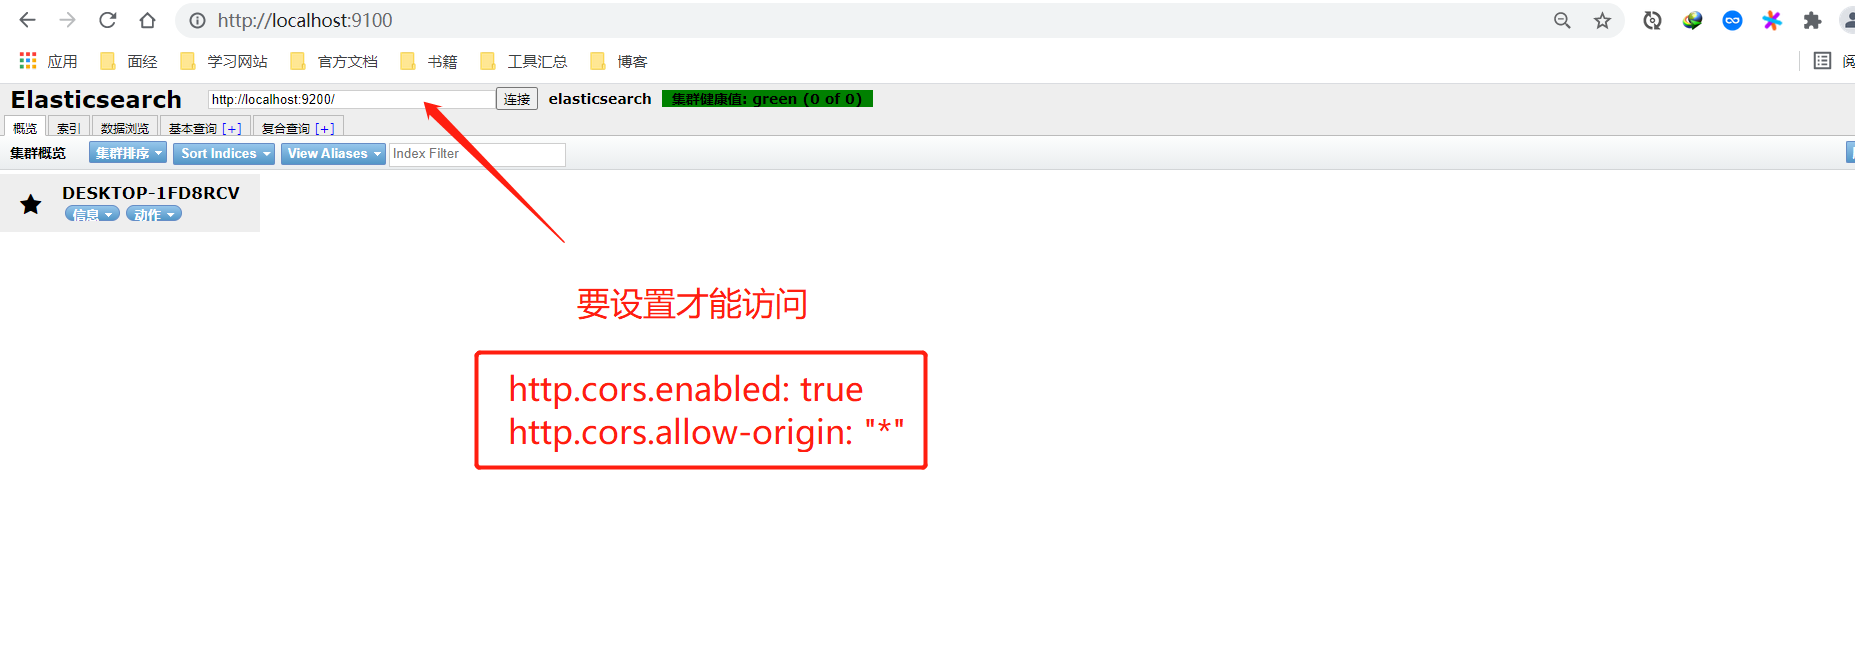 http://localhost:9100
应用 面经 学习网站 官方文档 书籍 工具汇总 博客
Elasticsearch http://localhost:9200/ 连接 elasticsearch 集群健康值: green (0 of 0)
概览 索引 数据浏览 基本查询 [+] 复合查询 [+]
集群概览 集群排序 Sort Indices View Aliases Index Filter
DESKTOP-1FD8RCV
信息 动作
要设置才能访问
http.cors.enabled: true
http.cors.allow-origin: "*"